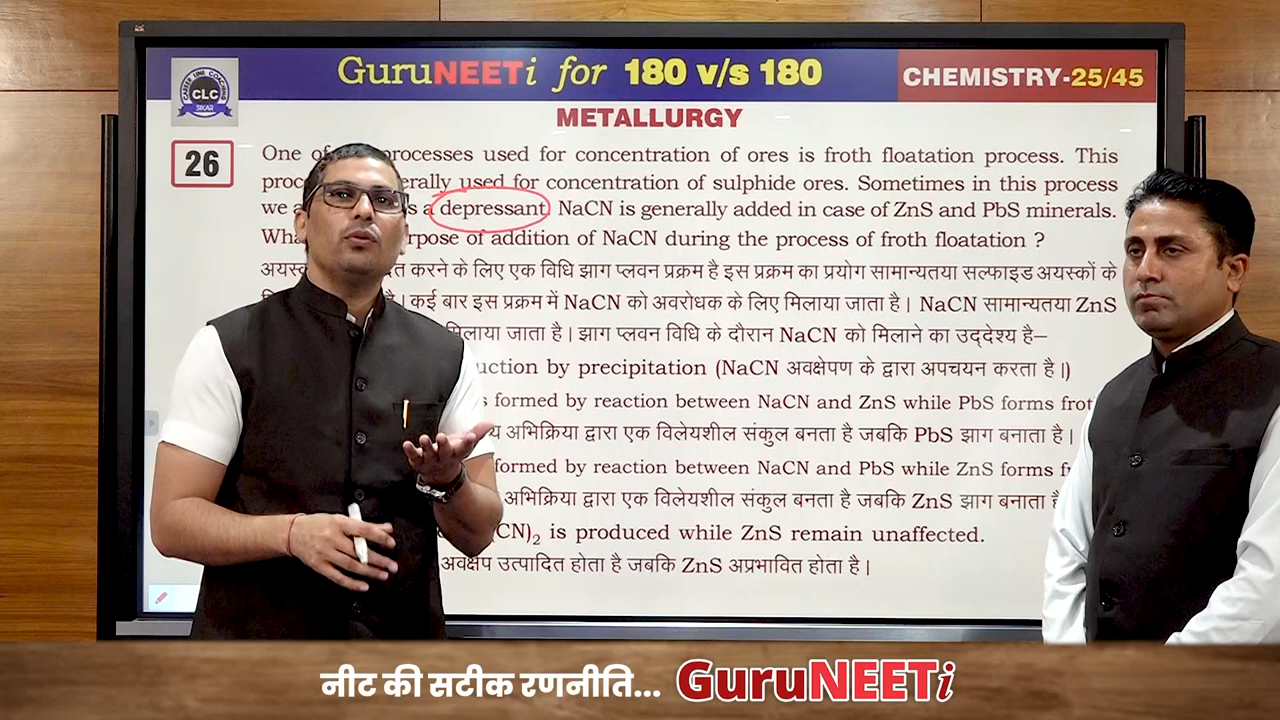 GuruNEETi for 180 v/s 180
CHEMISTRY-25/45
CAREER LINE COACHING
CLC
SIKAR
METALLURGY
26
One of processes used for concentration of ores is froth floatation process. This
used for concentration of sulphide ores. Sometimes in this process
we a depressant NaCN is generally added in case of ZnS and PbS minerals.
of addition of NaCN during the process of froth floatation ?
करने के लिए एक विधि झाग प्लवन प्रक्रम है इस प्रक्रम का प्रयोग सामान्यतया सल्फाइड अयस्कों के
है। कई बार इस प्रक्रम में NaCN को अवरोधक के लिए मिलाया जाता है। NaCN सामान्यतया ZnS
मिलाया जाता है। झाग प्लवन विधि के दौरान NaCN को मिलाने का उद्देश्य है–
by precipitation (NaCN अवक्षेपण के द्वारा अपचयन करता है।)
formed by reaction between NaCN and ZnS while PbS forms
अभिक्रिया द्वारा एक विलेयशील संकुल बनता है जबकि PbS झाग बनाता है।
formed by reaction between NaCN and PbS while ZnS forms
अभिक्रिया द्वारा एक विलेयशील संकुल बनता है जबकि ZnS झाग बनाता
CN)₂ is produced while ZnS remain unaffected.
अवक्षेप उत्पादित होता है जबकि ZnS अप्रभावित होता है।
नीट की सटीक रणनीति... GuruNEETi